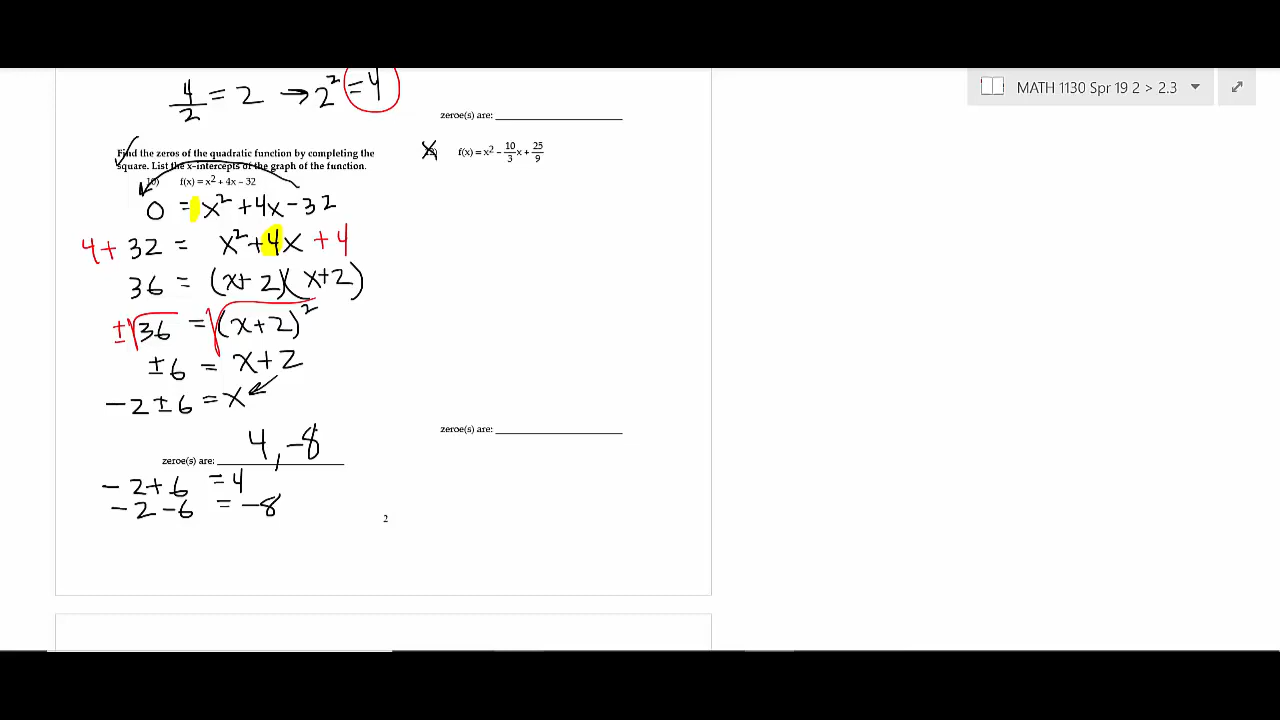 4/2 = 2 → 2² = 4
MATH 1130 Spr 19 2 > 2.3
zeroe(s) are:
Find the zeros of the quadratic function by completing the
square. List the x-intercepts of the graph of the function.
f(x) = x² + 4x – 32
0 = x² + 4x – 32
4 + 32 = x² + 4x + 4
36 = (x + 2)(x + 2)
±√36 = √(x + 2)²
±6 = x + 2
–2 ± 6 = x
4, –8
zeroe(s) are:
–2 + 6 = 4
–2 – 6 = –8
f(x) = x² – 10/3 x + 25/9
zeroe(s) are:
2